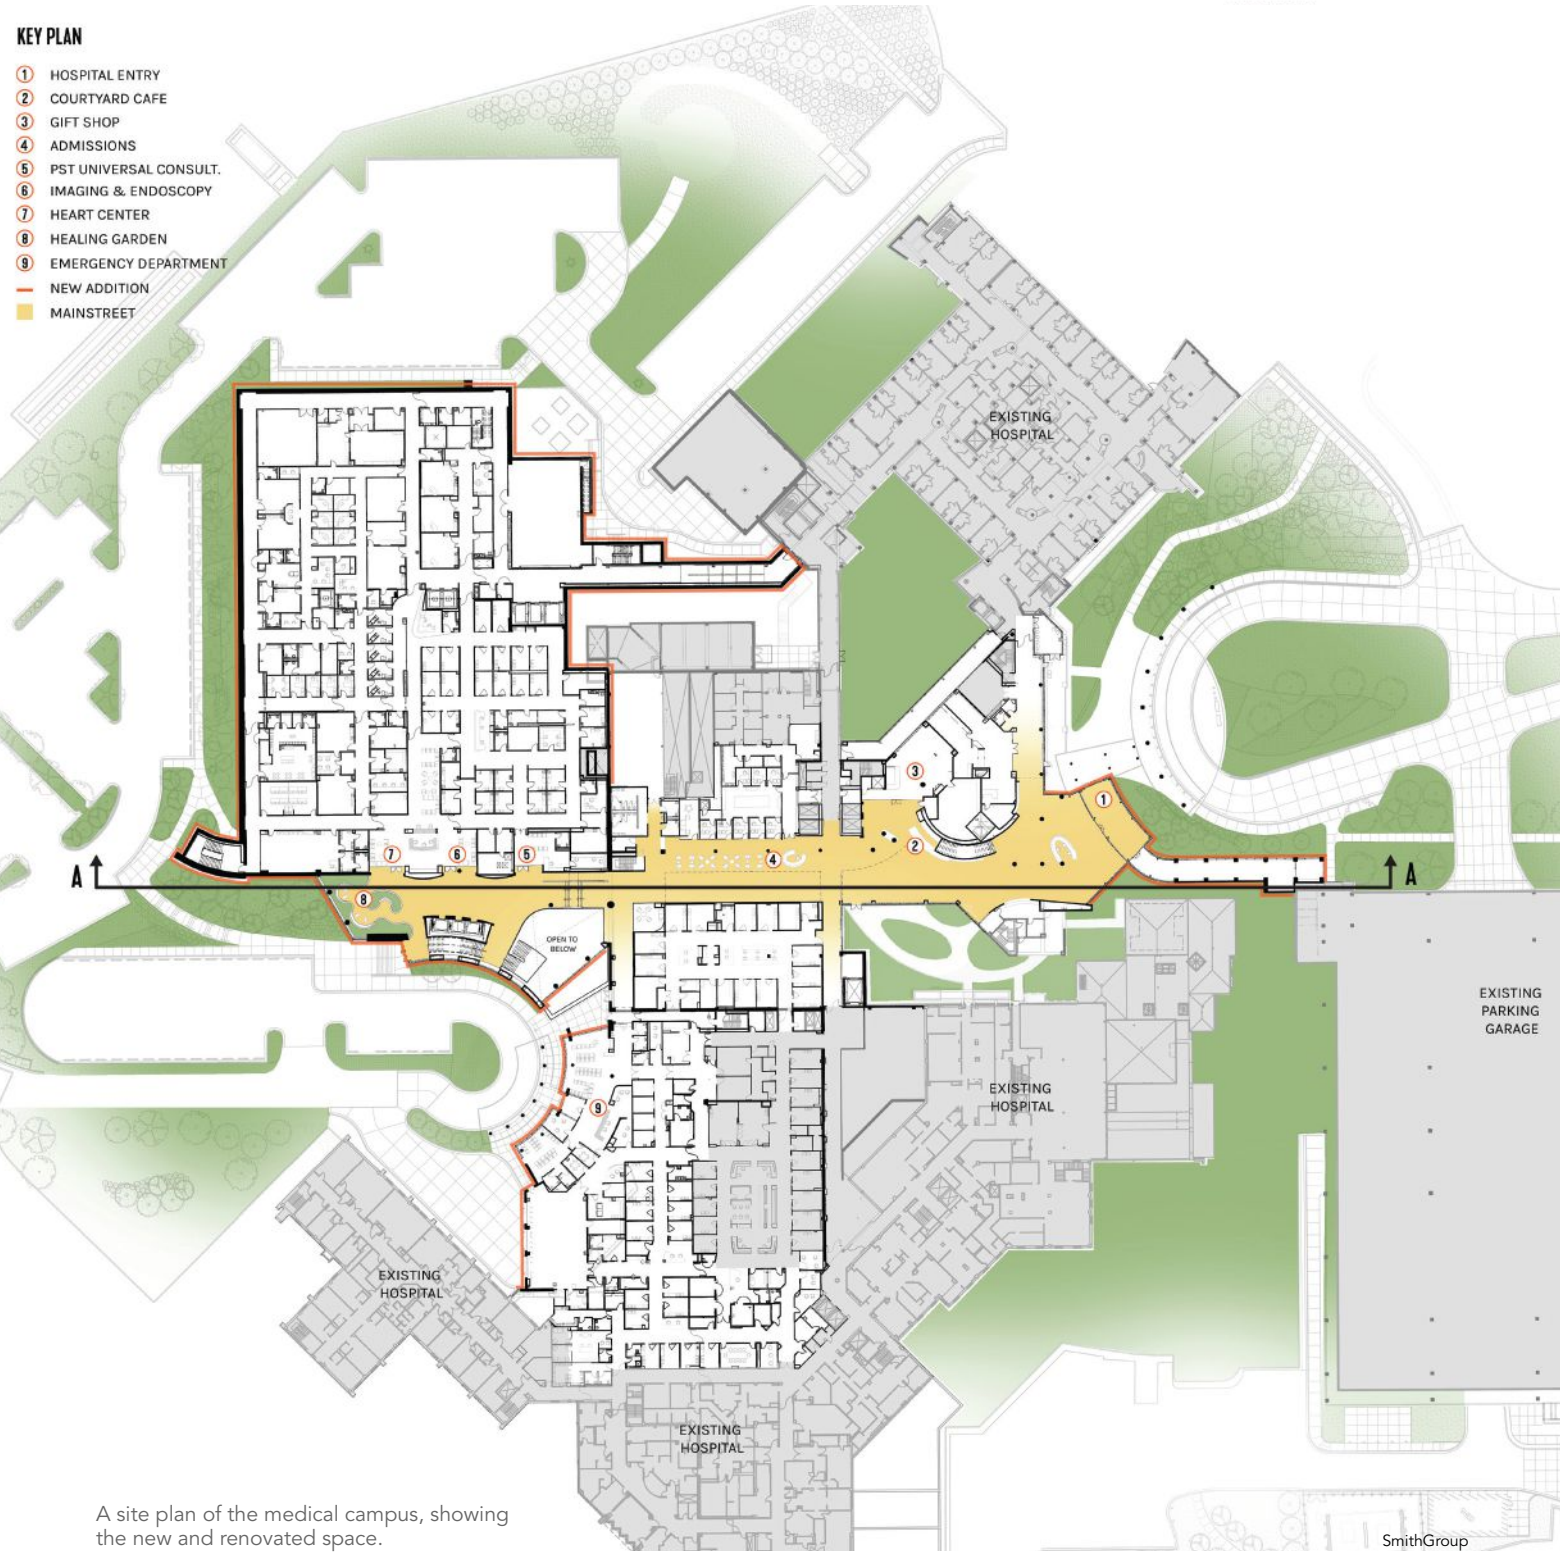 KEY PLAN
1 HOSPITAL ENTRY
2 COURTYARD CAFE
3 GIFT SHOP
4 ADMISSIONS
5 PST UNIVERSAL CONSULT.
6 IMAGING & ENDOSCOPY
7 HEART CENTER
8 HEALING GARDEN
9 EMERGENCY DEPARTMENT
NEW ADDITION
MAINSTREET
EXISTING
HOSPITAL
3
1
2
4
5
6
7
A
A
8
OPEN TO
BELOW
EXISTING
PARKING
GARAGE
EXISTING
HOSPITAL
9
EXISTING
HOSPITAL
EXISTING
HOSPITAL
A site plan of the medical campus, showing
the new and renovated space.
SmithGroup